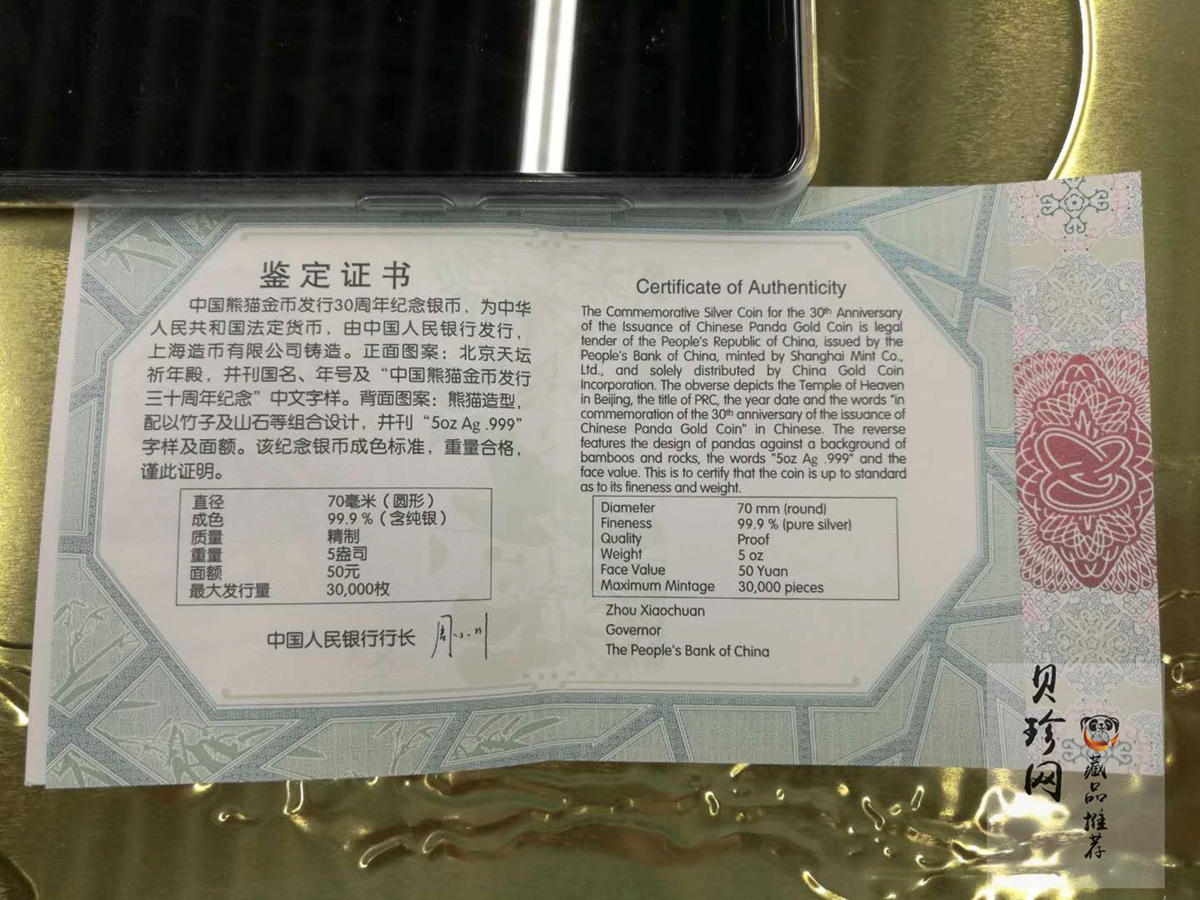 鉴定证书
中国熊猫金币发行30周年纪念银币，为中华
人民共和国法定货币，由中国人民银行发行，
上海造币有限公司铸造。正面图案：北京天坛
祈年殿，并刊国名、年号及“中国熊猫金币发行
三十周年纪念”中文字样。背面图案：熊猫造型，
配以竹子及山石等组合设计，并刊“5oz Ag .999”
字样及面额。该纪念银币成色标准，重量合格，
谨此证明。
直径 70毫米（圆形）
成色 99.9％（含纯银）
质量 精制
重量 5盎司
面额 50元
最大发行量 30,000枚
中国人民银行行长
Certificate of Authenticity
The Commemorative Silver Coin for the 30th Anniversary
of the Issuance of Chinese Panda Gold Coin is legal
tender of the People's Republic of China, issued by the
People's Bank of China, minted by Shanghai Mint Co.,
Ltd., and solely distributed by China Gold Coin
Incorporation. The obverse depicts the Temple of Heaven
in Beijing, the title of PRC, the year date and the words "in
commemoration of the 30th anniversary of the issuance of
Chinese Panda Gold Coin" in Chinese. The reverse
features the design of pandas against a background of
bamboos and rocks, the words "5oz Ag .999" and the
face value. This is to certify that the coin is up to standard
as to its fineness and weight.
Diameter 70 mm (round)
Fineness 99.9 % (pure silver)
Quality Proof
Weight 5 oz
Face Value 50 Yuan
Maximum Mintage 30,000 pieces
Zhou Xiaochuan
Governor
The People's Bank of China
贝珍网
藏品推荐